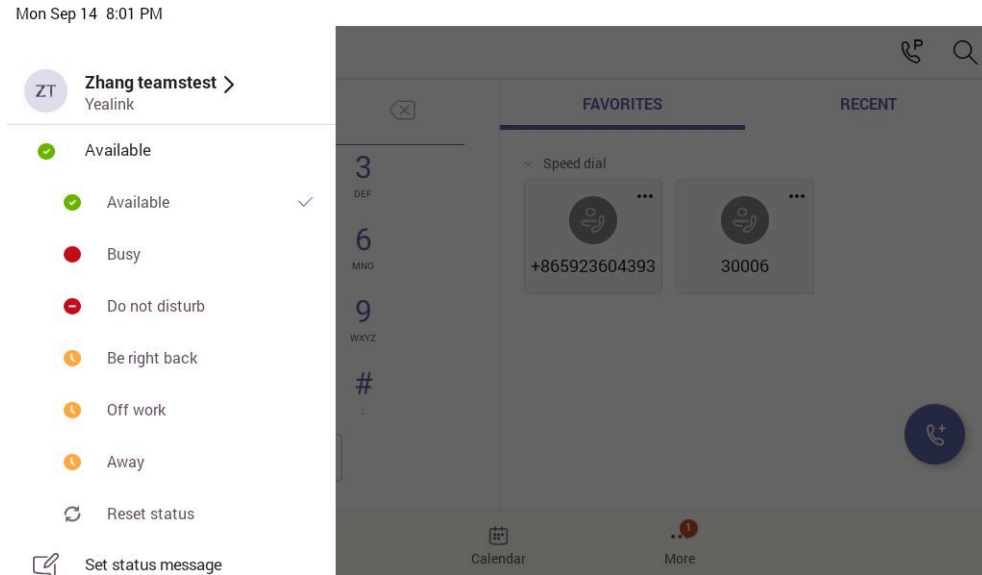 Mon Sep 14 8:01 PM
ZT
Zhang teamstest
Yealink
Available
Available
Busy
Do not disturb
Be right back
Off work
Away
Reset status
Set status message
P
3
DEF
6
MNO
9
WXYZ
#
;
FAVORITES
RECENT
Speed dial
+865923604393
30006
Calendar
1
More